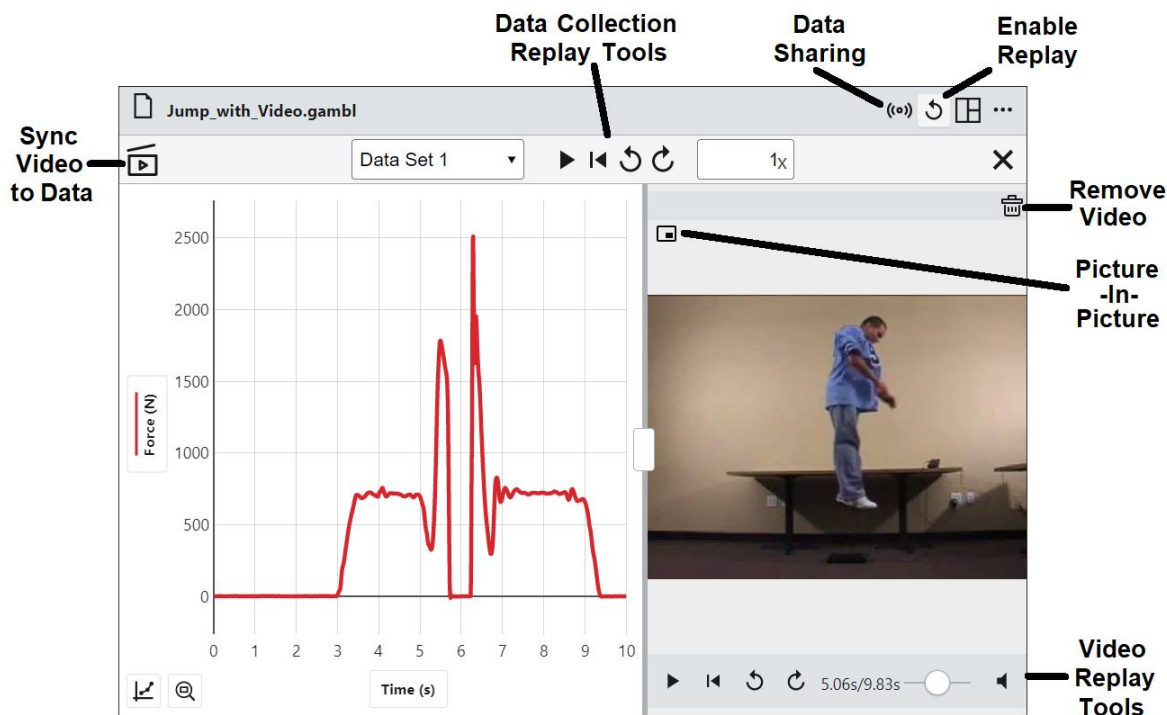 Data Collection
Replay Tools
Data
Sharing
Enable
Replay
Jump_with_Video.gambl
Sync
Video
to Data
Data Set 1
1x
Remove
Video
Picture
-In-
Picture
2500
2000
1500
1000
500
0
Force (N)
0 1 2 3 4 5 6 7 8 9 10
Time (s)
5.06s/9.83s
Video
Replay
Tools